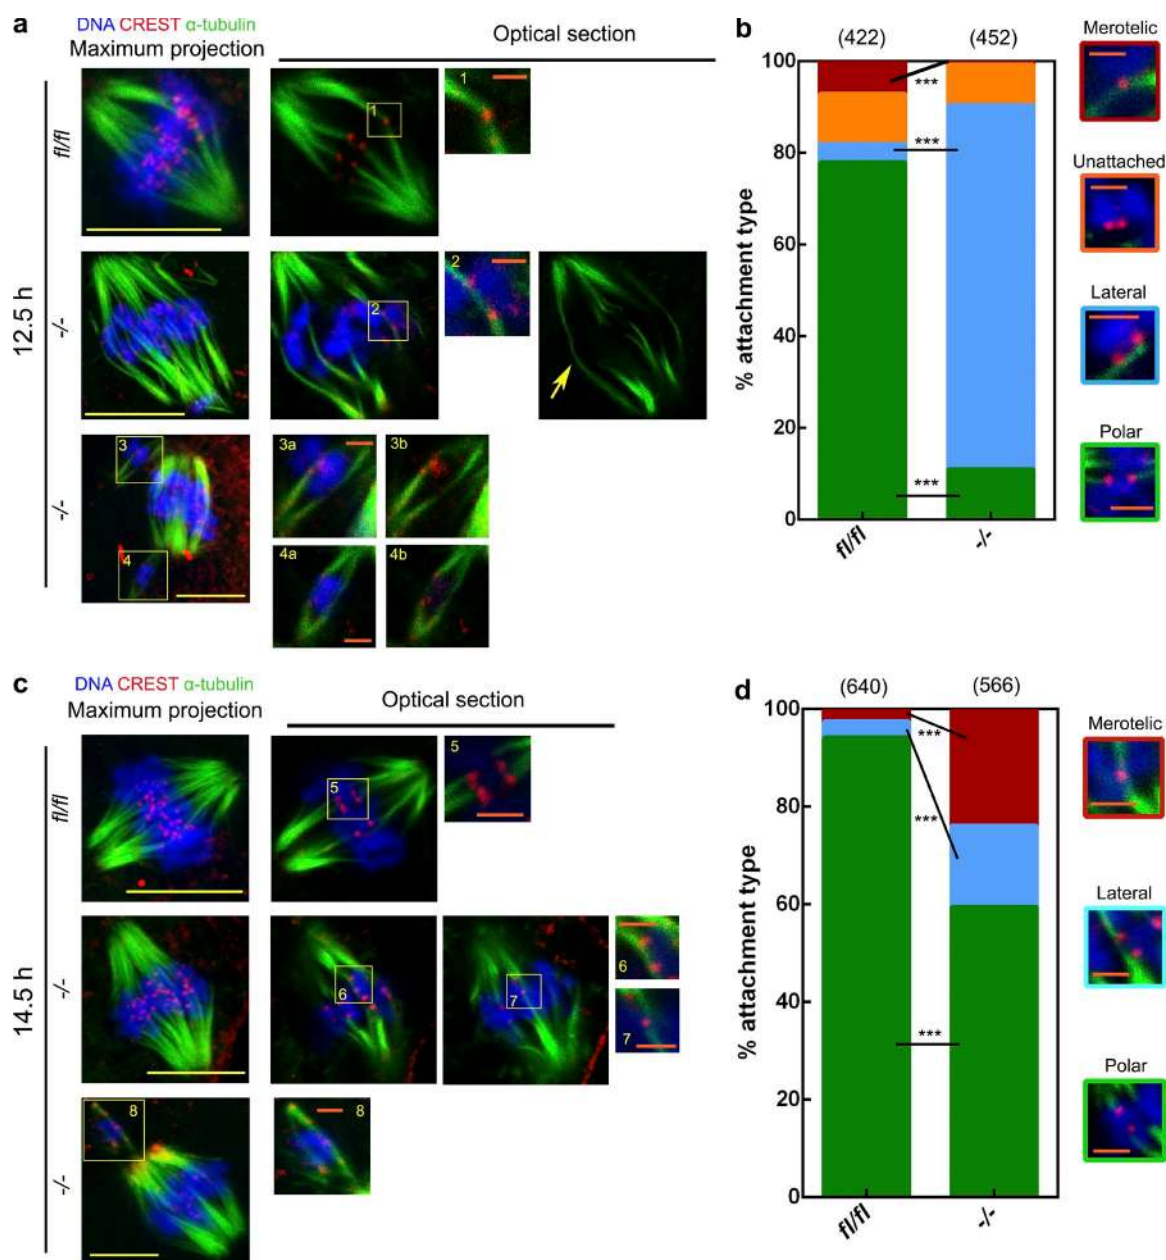 a
DNA CREST α-tubulin
Maximum projection
Optical section
12.5 h
fl/fl
1
1
-/-
2
2
-/-
3
3a
3b
4
4a
4b
b
(422) (452)
% attachment type
100
80
60
40
20
0
***
***
***
fl/fl
-/-
Merotelic
Unattached
Lateral
Polar
c
DNA CREST α-tubulin
Maximum projection
Optical section
14.5 h
fl/fl
5
5
-/-
6
7
6
7
-/-
8
8
d
(640) (566)
% attachment type
100
80
60
40
20
0
***
***
***
fl/fl
-/-
Merotelic
Lateral
Polar